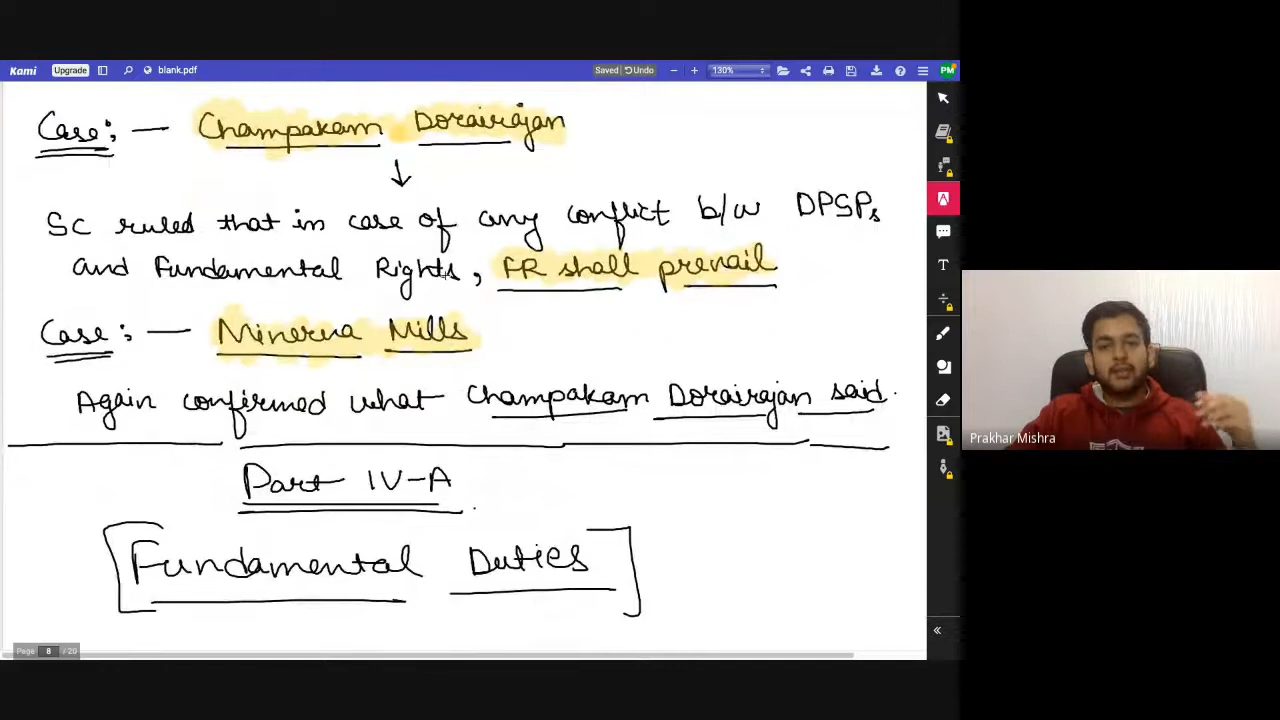 Kami Upgrade blank.pdf Saved Undo 130% PM
Case:- Champakam Dorairajan
SC ruled that in case of any conflict b/w DPSPs
and Fundamental Rights, FR shall prevail
Case:- Minerva Mills
Again confirmed what Champakam Dorairajan said.
Part IV-A
Fundamental Duties
Prakhar Mishra
Page 8 / 20